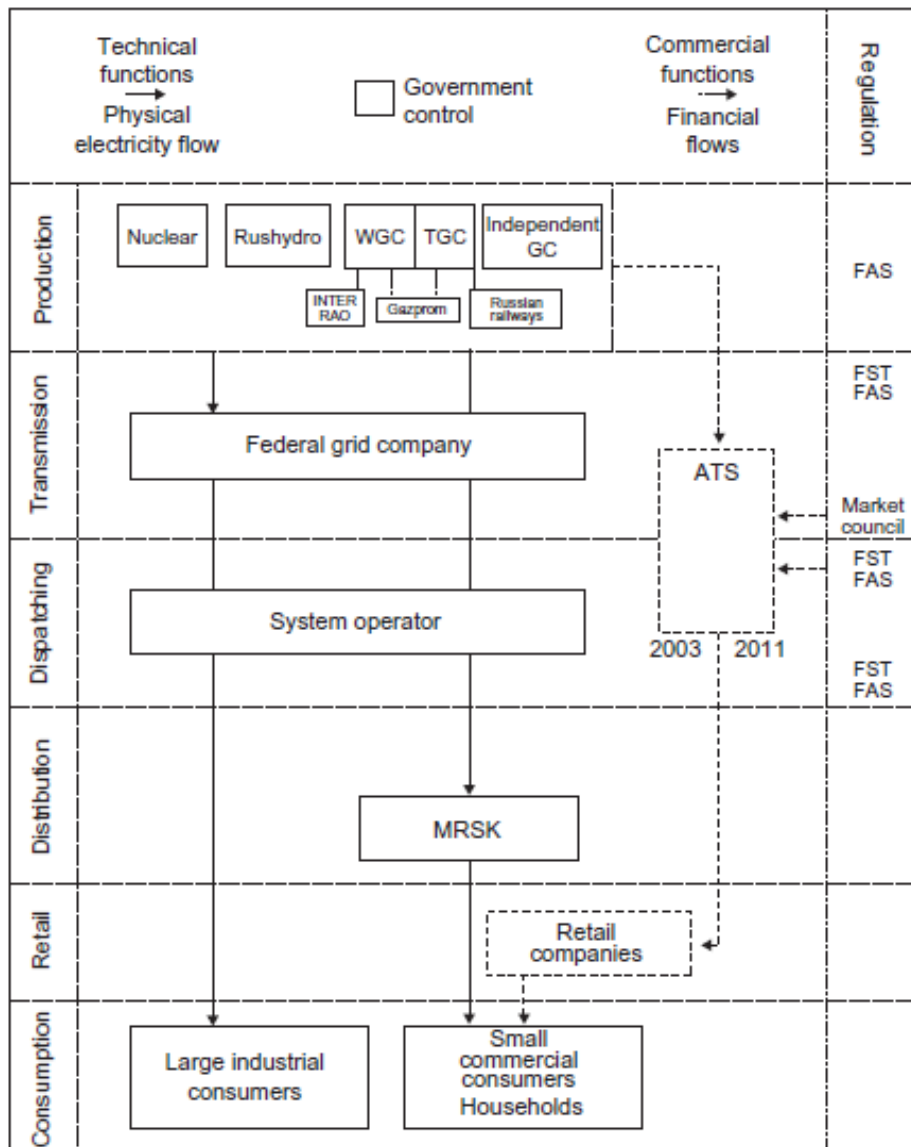 Technical
functions
Physical
electricity flow
Government
control
Commercial
functions
Financial
flows
Regulation
Production
Nuclear
Rushydro
WGC
TGC
Independent
GC
INTER
RAO
Gazprom
Russian
railways
FAS
Transmission
Federal grid company
ATS
FST
FAS
Market
council
Dispatching
System operator
2003
2011
FST
FAS
FST
FAS
Distribution
MRSK
Retail
Retail
companies
Consumption
Large industrial
consumers
Small
commercial
consumers
Households